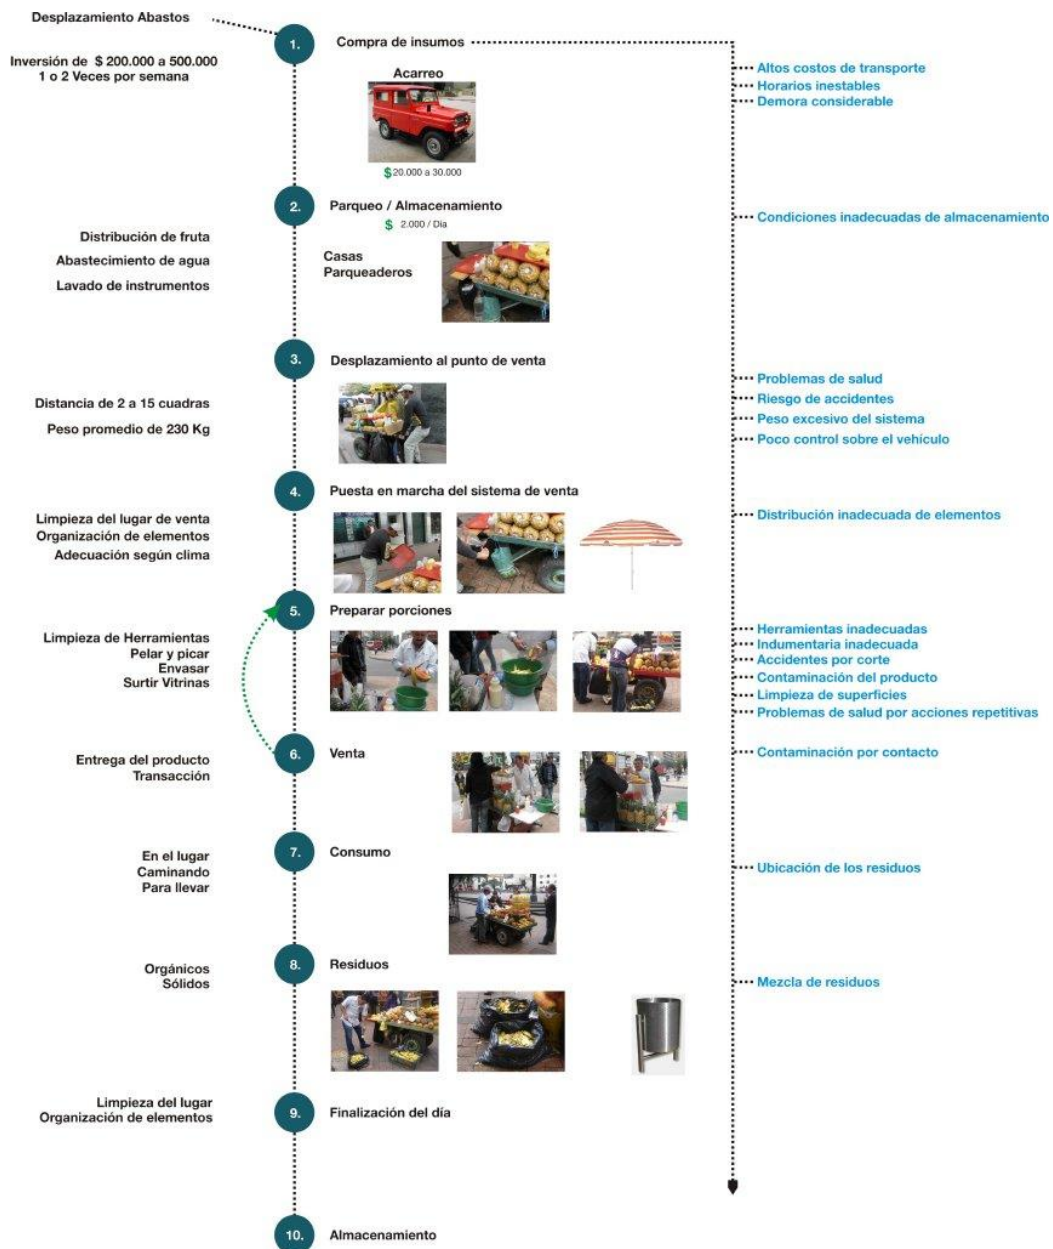 Desplazamiento Abastos
Inversión de $ 200.000 a 500.000
1 o 2 Veces por semana
1.
Compra de insumos
Acarreo
$ 20.000 a 30.000
Altos costos de transporte
Horarios inestables
Demora considerable
2.
Parqueo / Almacenamiento
$ 2.000 / Día
Casas
Parqueaderos
Distribución de fruta
Abastecimiento de agua
Lavado de instrumentos
Condiciones inadecuadas de almacenamiento
3.
Desplazamiento al punto de venta
Distancia de 2 a 15 cuadras
Peso promedio de 230 Kg
Problemas de salud
Riesgo de accidentes
Peso excesivo del sistema
Poco control sobre el vehículo
4.
Puesta en marcha del sistema de venta
Limpieza del lugar de venta
Organización de elementos
Adecuación según clima
Distribución inadecuada de elementos
5.
Preparar porciones
Limpieza de Herramientas
Pelar y picar
Envasar
Surtir Vitrinas
Herramientas inadecuadas
Indumentaria inadecuada
Accidentes por corte
Contaminación del producto
Limpieza de superficies
Problemas de salud por acciones repetitivas
6.
Venta
Entrega del producto
Transacción
Contaminación por contacto
7.
Consumo
En el lugar
Caminando
Para llevar
Ubicación de los residuos
8.
Residuos
Orgánicos
Sólidos
Mezcla de residuos
9.
Finalización del día
Limpieza del lugar
Organización de elementos
10.
Almacenamiento